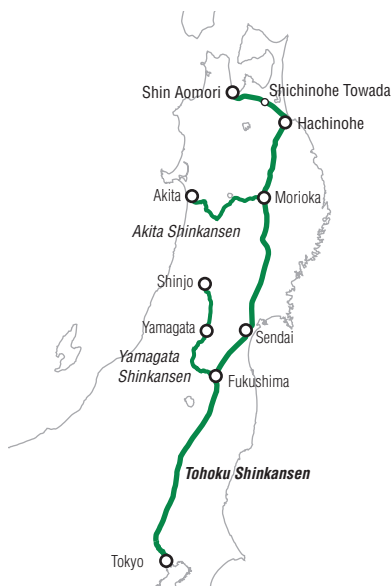 Shin Aomori
Shichinohe Towada
Hachinohe
Akita
Morioka
Akita Shinkansen
Shinjo
Yamagata
Sendai
Yamagata
Shinkansen
Fukushima
Tohoku Shinkansen
Tokyo